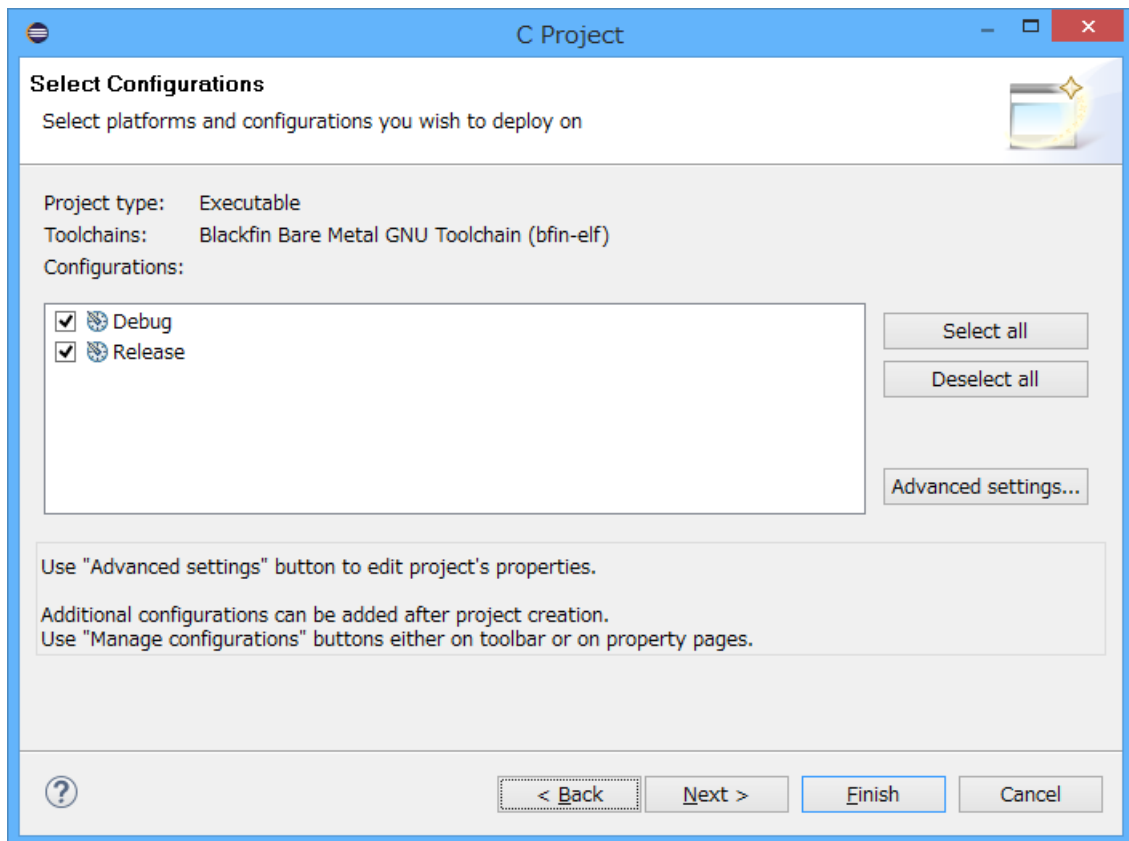 C Project
Select Configurations
Select platforms and configurations you wish to deploy on
Project type: Executable
Toolchains: Blackfin Bare Metal GNU Toolchain (bfin-elf)
Configurations:
Debug
Release
Select all
Deselect all
Advanced settings...
Use "Advanced settings" button to edit project's properties.
Additional configurations can be added after project creation.
Use "Manage configurations" buttons either on toolbar or on property pages.
?
< Back Next > Finish Cancel